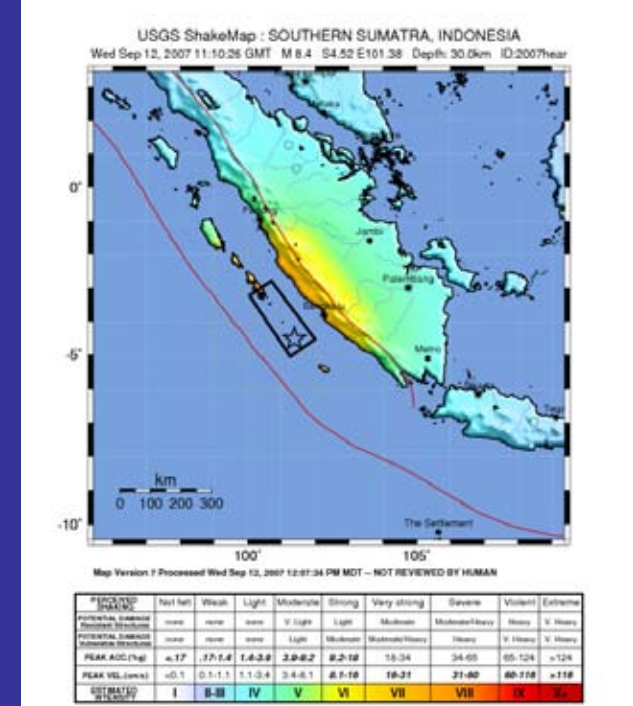 USGS ShakeMap : SOUTHERN SUMATRA, INDONESIA
Wed Sep 12, 2007 11:10:26 GMT M 8.4 S4.52 E101.38 Depth: 30.0km ID:2007hear
0°
Jambi
Palembang
-5°
Metro
km
0 100 200 300
The Settlement
-10°
100° 105°
Map Version 7 Processed Wed Sep 12, 2007 12:07:34 PM MDT -- NOT REVIEWED BY HUMAN
PERCEIVED SHAKING Not felt Weak Light Moderate Strong Very strong Severe Violent Extreme
POTENTIAL DAMAGE Resistant Structures none none none V. Light Light Moderate Moderate/Heavy Heavy V. Heavy
POTENTIAL DAMAGE Vulnerable Structures none none none Light Moderate Moderate/Heavy Heavy V. Heavy V. Heavy
PEAK ACC.(%g) <.17 .17-1.4 1.4-3.9 3.9-9.2 9.2-18 18-34 34-65 65-124 >124
PEAK VEL.(cm/s) <0.1 0.1-1.1 1.1-3.4 3.4-8.1 8.1-16 16-31 31-60 60-116 >116
ESTIMATED INTENSITY I II-III IV V VI VII VIII IX X+